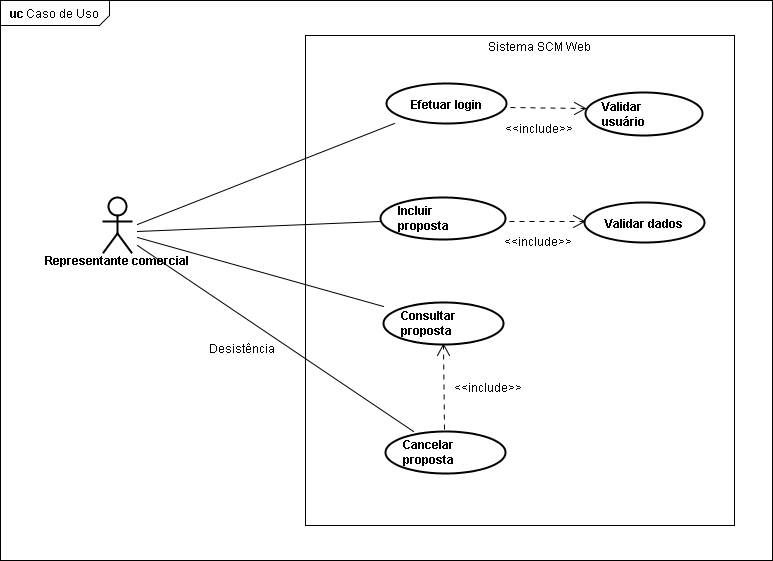 uc Caso de Uso
Sistema SCM Web
Efetuar login
<<include>>
Validar
usuário
Incluir
proposta
<<include>>
Validar dados
Representante comercial
Consultar
proposta
Desistência
<<include>>
Cancelar
proposta